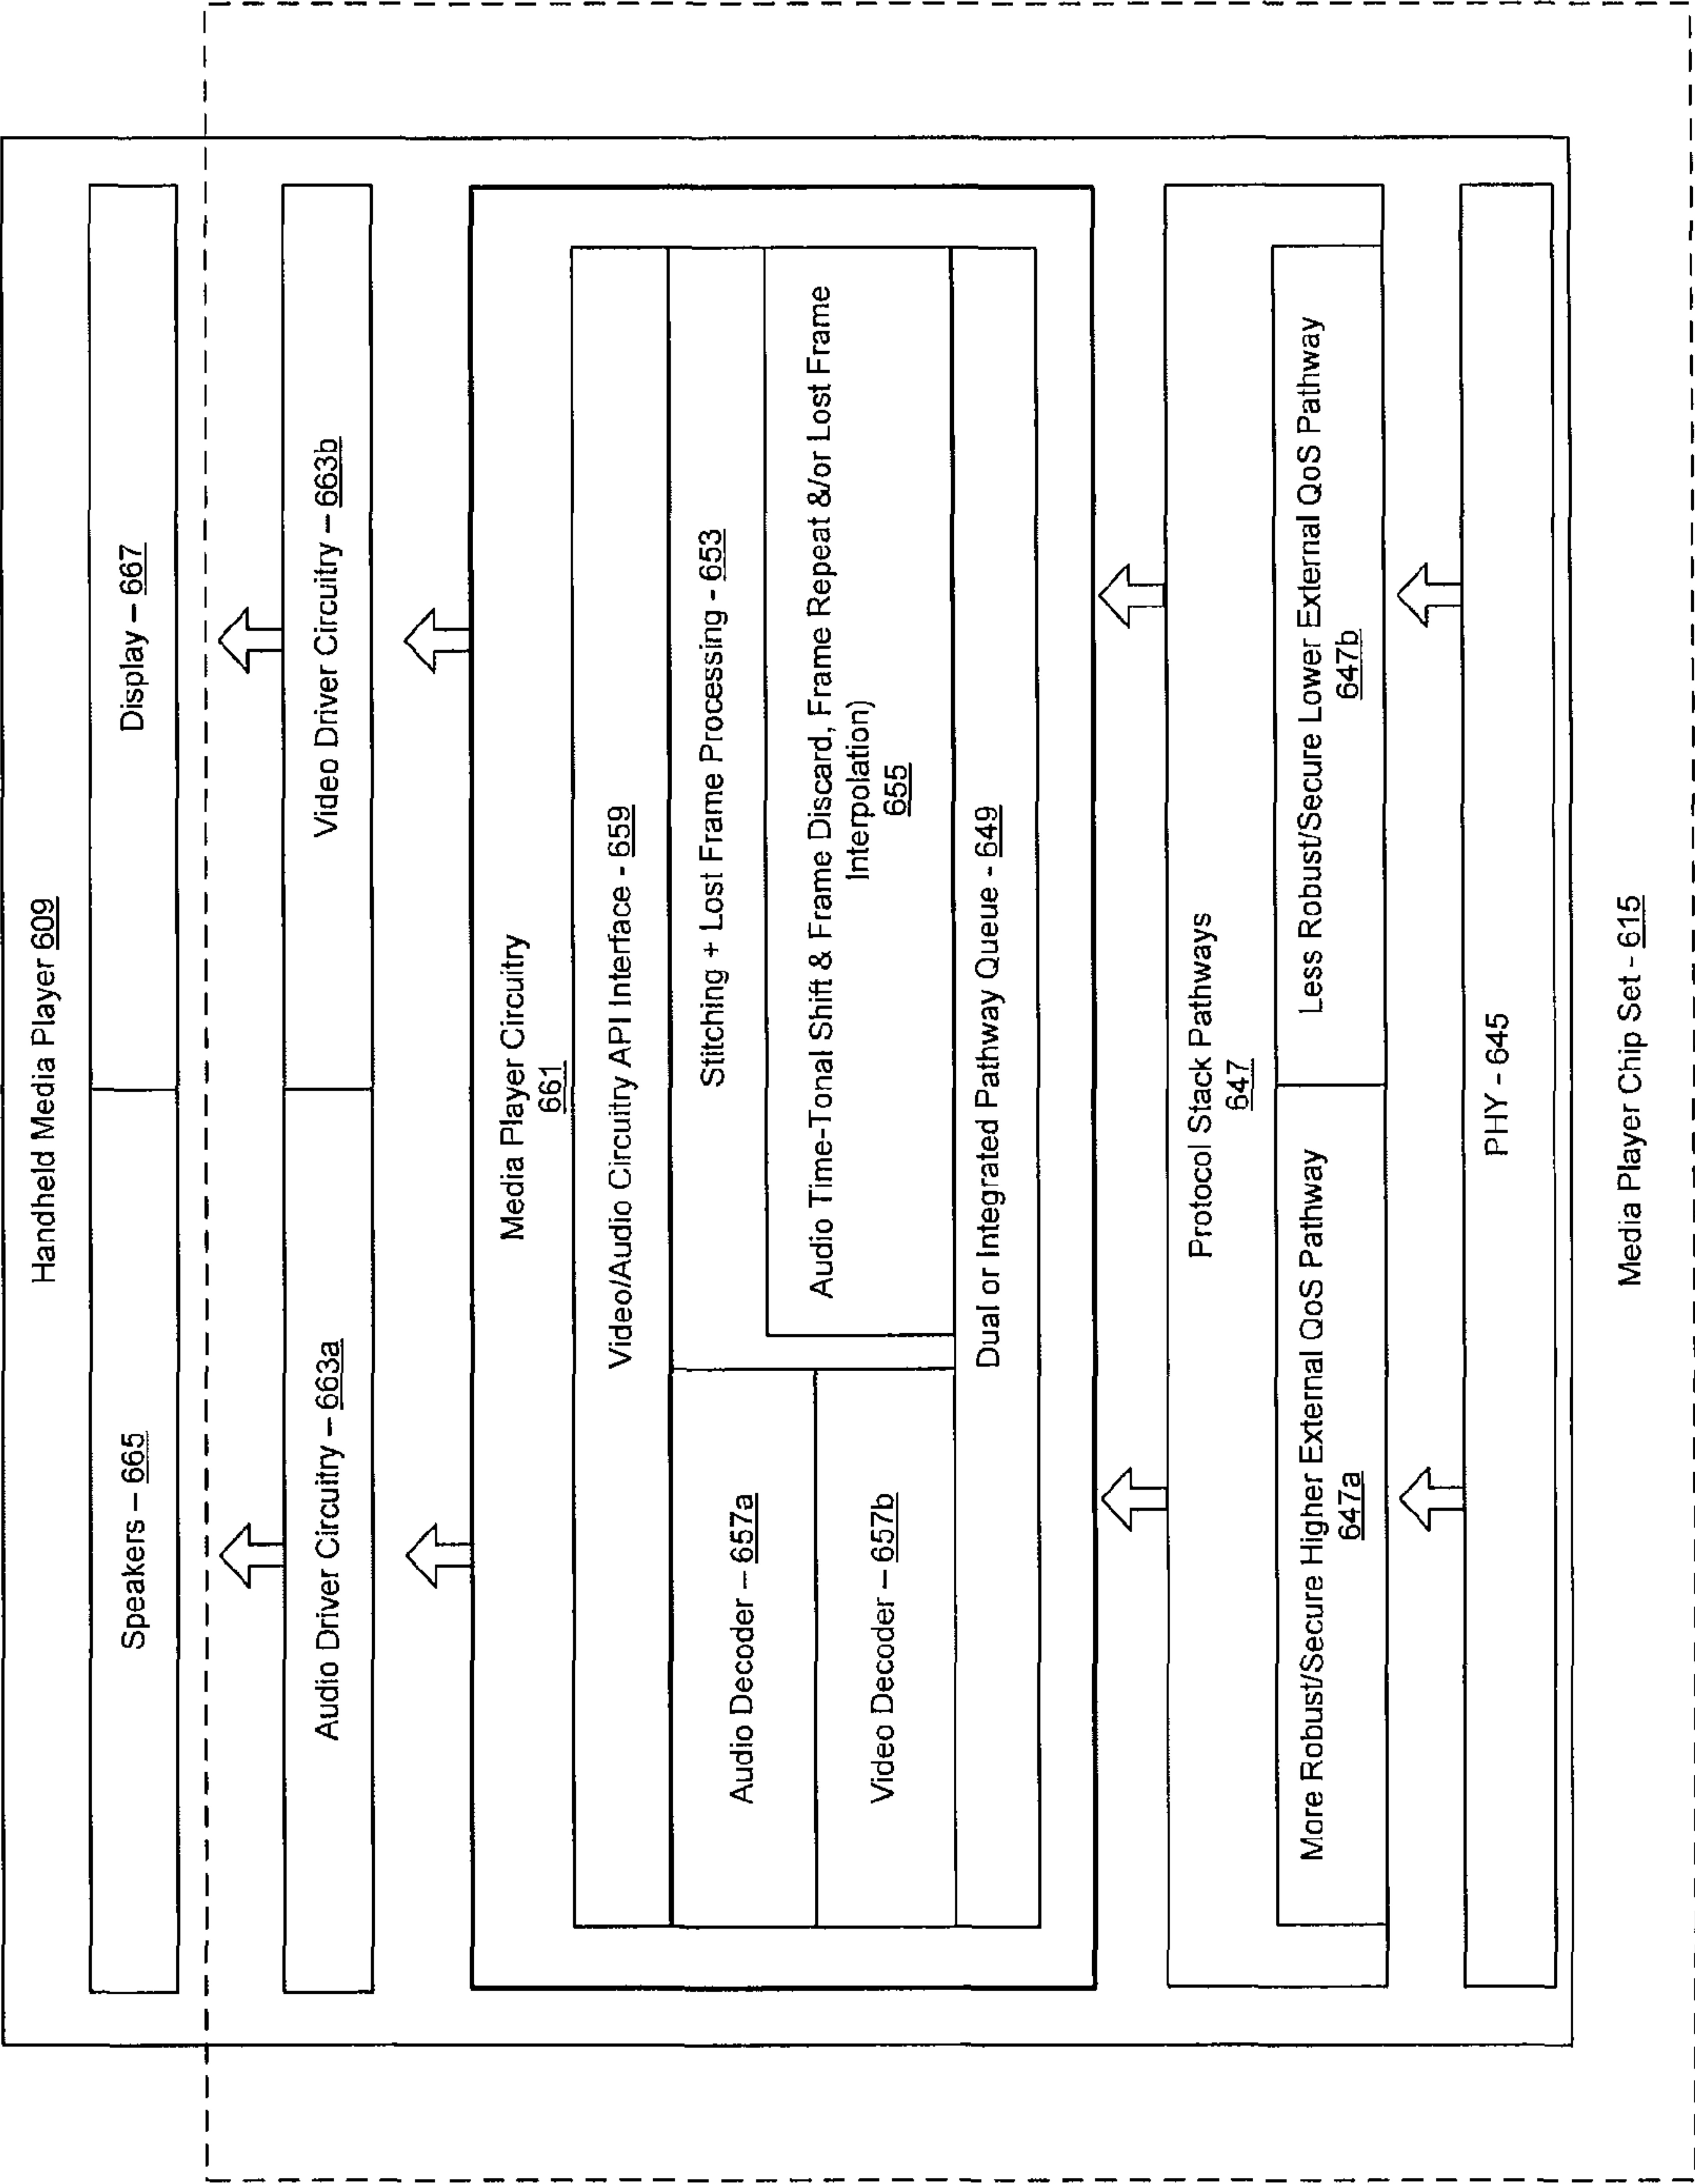 Handheld Media Player 609
Speakers – 665
Display – 667
Audio Driver Circuitry – 663a
Video Driver Circuitry – 663b
Media Player Circuitry
661
Video/Audio Circuitry API Interface - 659
Audio Decoder – 657a
Video Decoder – 657b
Stitching + Lost Frame Processing - 653
Audio Time-Tonal Shift & Frame Discard, Frame Repeat &/or Lost Frame
Interpolation)
655
Dual or Integrated Pathway Queue - 649
Protocol Stack Pathways
647
More Robust/Secure Higher External QoS Pathway
647a
Less Robust/Secure Lower External QoS Pathway
647b
PHY - 645
Media Player Chip Set - 615